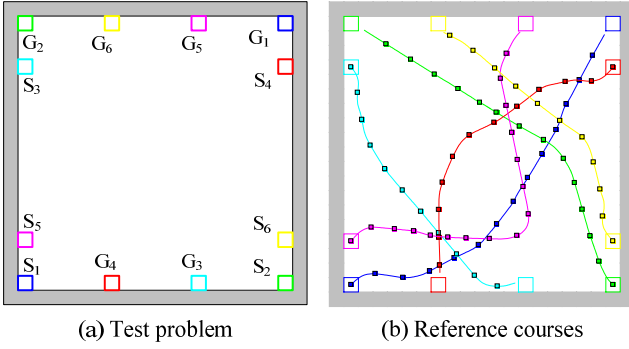 G₂ G₆ G₅ G₁
S₃ S₄
S₅ S₆
S₁ G₄ G₃ S₂
(a) Test problem (b) Reference courses